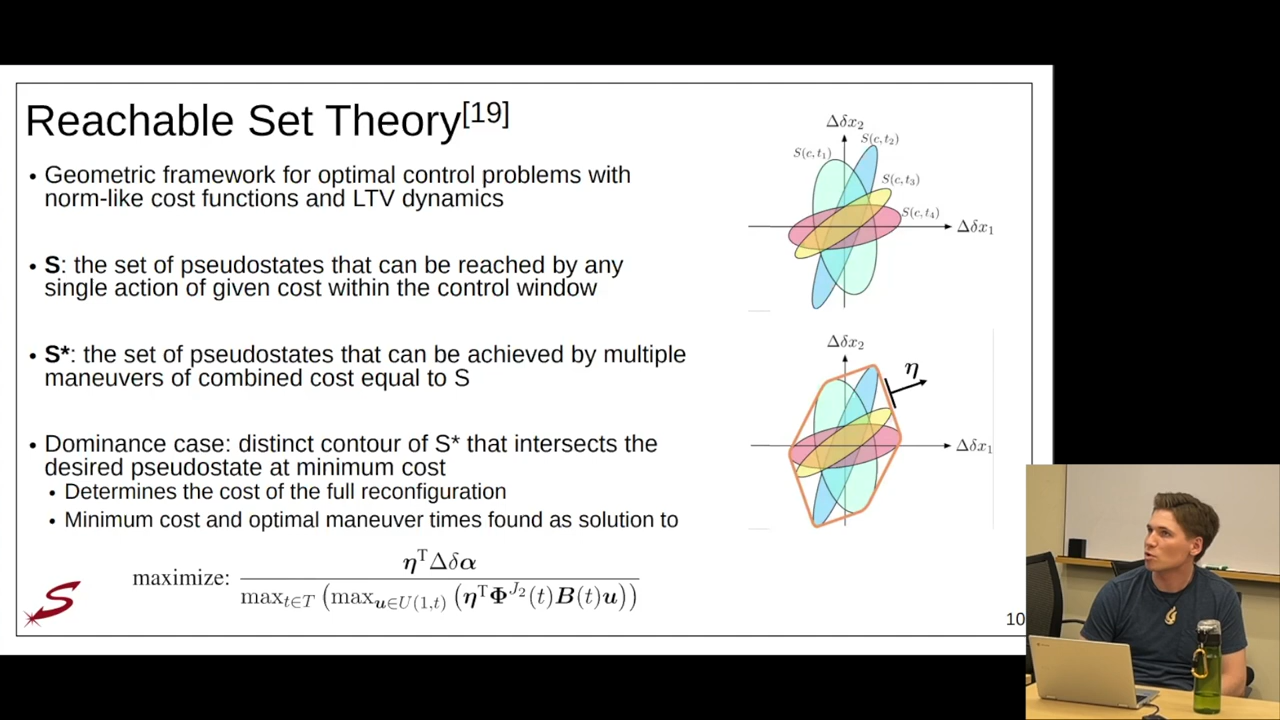 Reachable Set Theory[19]
• Geometric framework for optimal control problems with
norm-like cost functions and LTV dynamics
• S: the set of pseudostates that can be reached by any
single action of given cost within the control window
• S*: the set of pseudostates that can be achieved by multiple
maneuvers of combined cost equal to S
• Dominance case: distinct contour of S* that intersects the
desired pseudostate at minimum cost
• Determines the cost of the full reconfiguration
• Minimum cost and optimal maneuver times found as solution to
maximize: η^T Δδα / max_{t∈T} (max_{u∈U(1,t)} (η^T Φ^{J_2}(t)B(t)u))
Δδx₂
S(c,t₁)
S(c,t₂)
S(c,t₃)
S(c,t₄)
Δδx₁
Δδx₂
η
Δδx₁
S
10